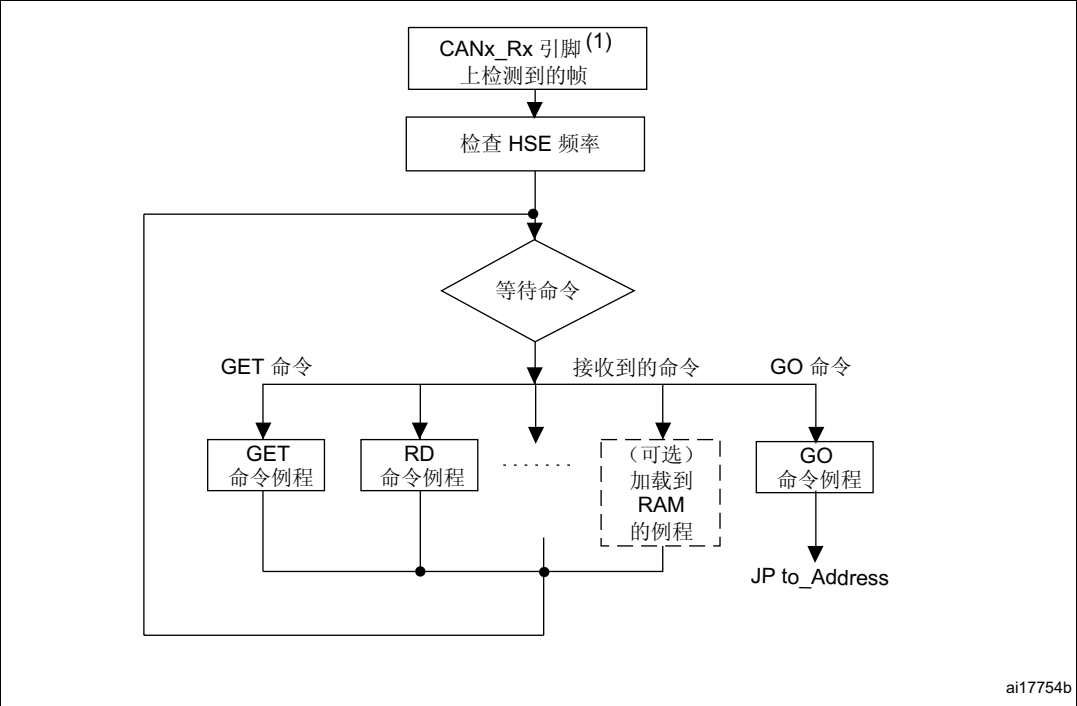 CANx_Rx 引脚(1)
上检测到的帧
检查 HSE 频率
等待命令
GET 命令
接收到的命令
GO 命令
GET
命令例程
RD
命令例程
.......
（可选）
加载到
RAM
的例程
GO
命令例程
JP to_Address
ai17754b